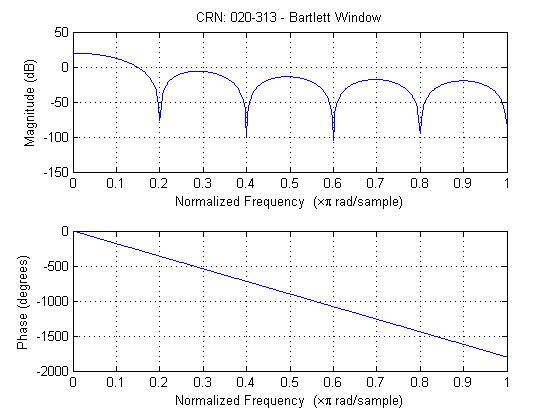 CRN: 020-313 - Bartlett Window
50
0
-50
-100
-150
Magnitude (dB)
0 0.1 0.2 0.3 0.4 0.5 0.6 0.7 0.8 0.9 1
Normalized Frequency (×π rad/sample)
0
-500
-1000
-1500
-2000
Phase (degrees)
0 0.1 0.2 0.3 0.4 0.5 0.6 0.7 0.8 0.9 1
Normalized Frequency (×π rad/sample)